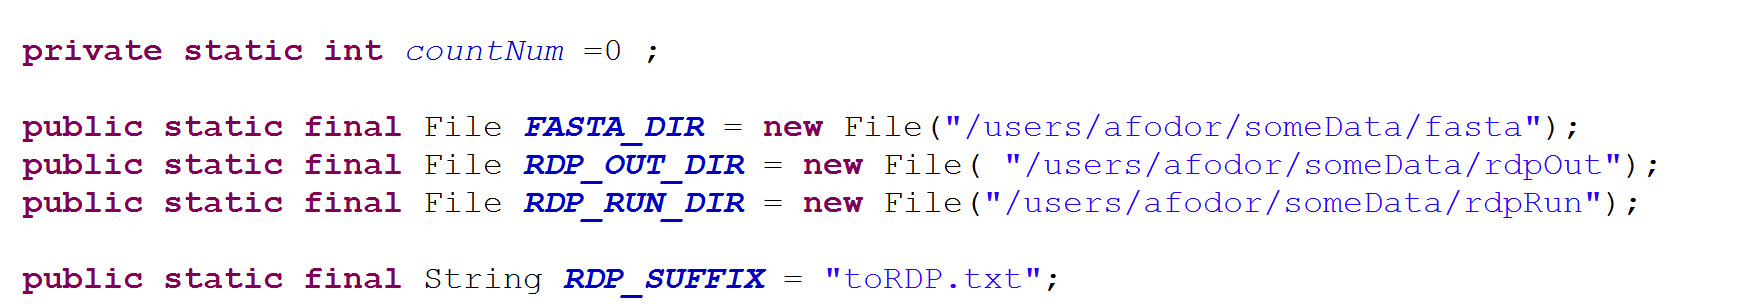 private static int countNum =0 ;
public static final File FASTA_DIR = new File("/users/afodor/someData/fasta");
public static final File RDP_OUT_DIR = new File( "/users/afodor/someData/rdpOut");
public static final File RDP_RUN_DIR = new File("/users/afodor/someData/rdpRun");
public static final String RDP_SUFFIX = "toRDP.txt";